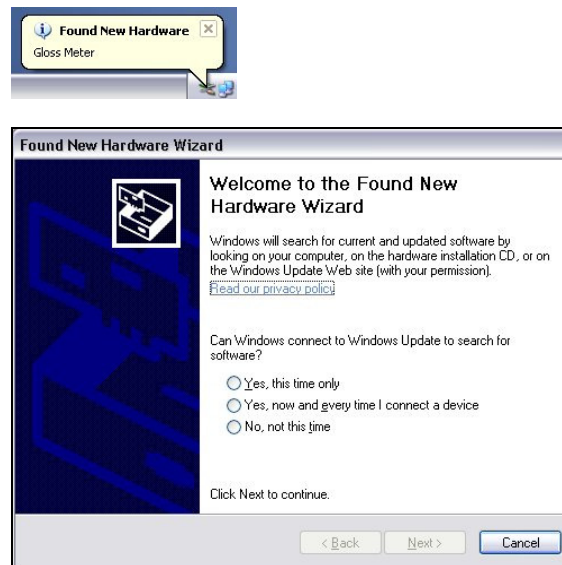 Found New Hardware
Gloss Meter
Found New Hardware Wizard
Welcome to the Found New
Hardware Wizard
Windows will search for current and updated software by
looking on your computer, on the hardware installation CD, or on
the Windows Update Web site (with your permission).
Read our privacy policy
Can Windows connect to Windows Update to search for
software?
Yes, this time only
Yes, now and every time I connect a device
No, not this time
Click Next to continue.
< Back
Next >
Cancel